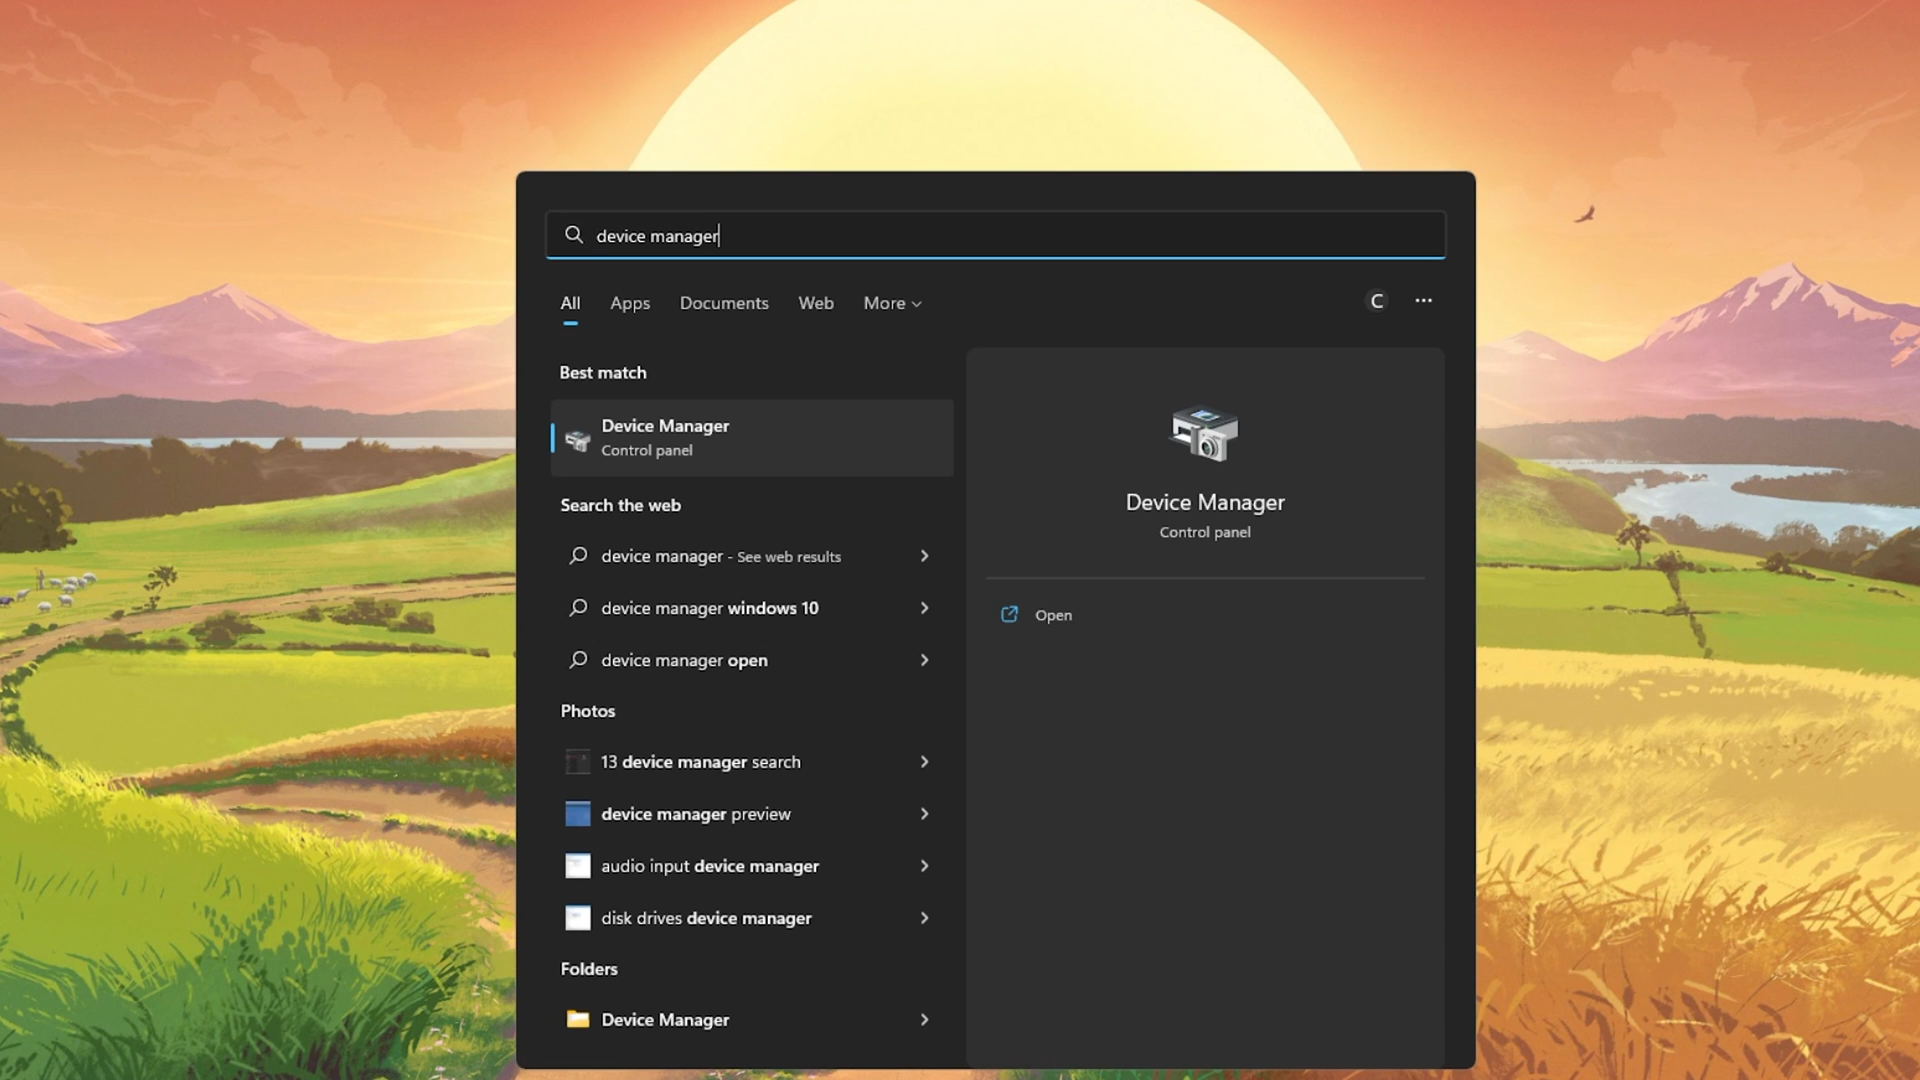 device manager
All Apps Documents Web More
C
Best match
Device Manager
Control panel
Search the web
device manager - See web results
device manager windows 10
device manager open
Photos
13 device manager search
device manager preview
audio input device manager
disk drives device manager
Folders
Device Manager
Device Manager
Control panel
Open